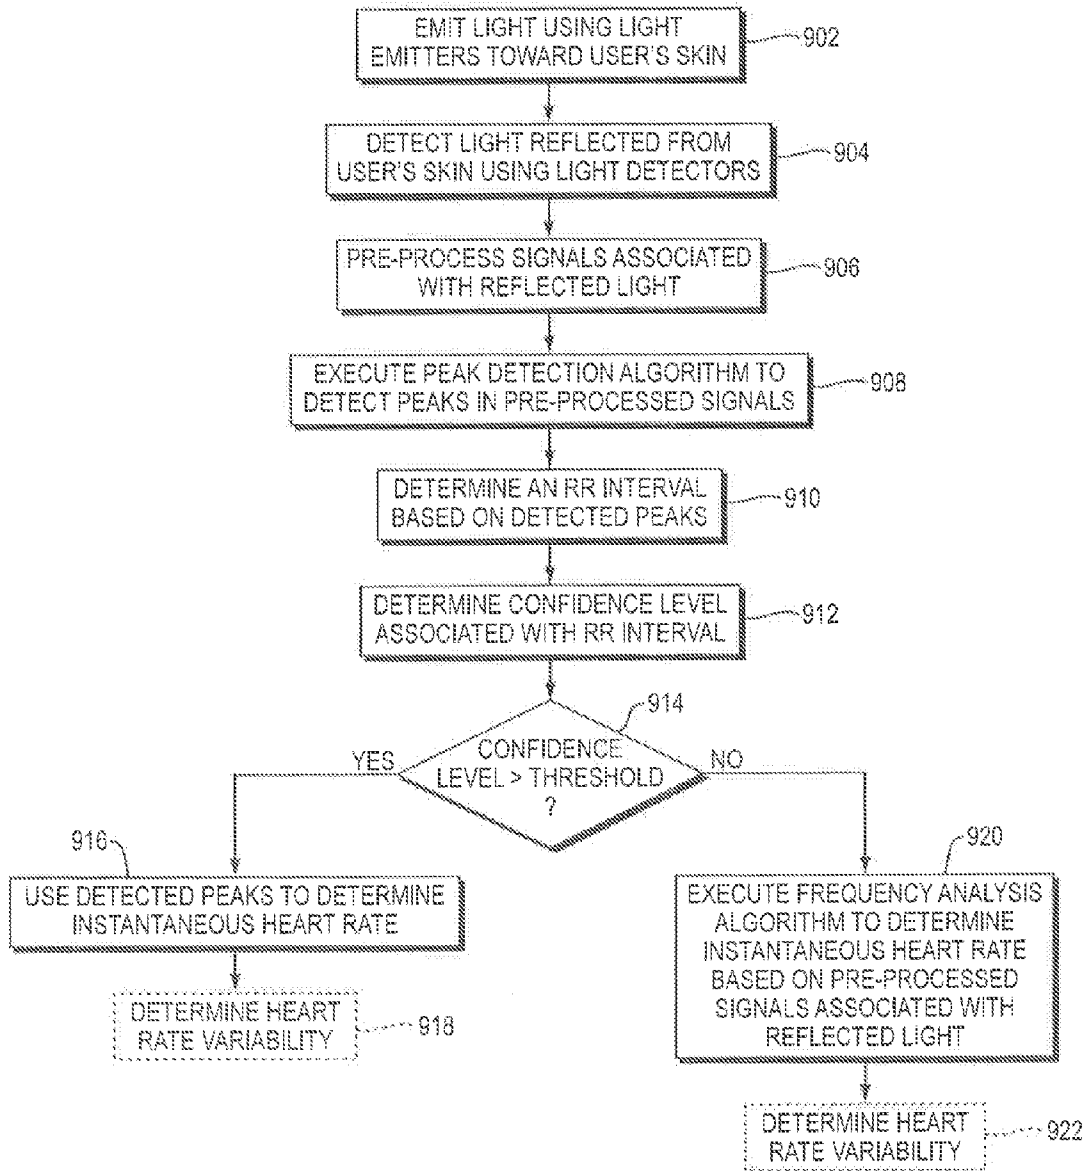 EMIT LIGHT USING LIGHT
EMITTERS TOWARD USER'S SKIN
902
DETECT LIGHT REFLECTED FROM
USER'S SKIN USING LIGHT DETECTORS
904
PRE-PROCESS SIGNALS ASSOCIATED
WITH REFLECTED LIGHT
906
EXECUTE PEAK DETECTION ALGORITHM TO
DETECT PEAKS IN PRE-PROCESSED SIGNALS
908
DETERMINE AN RR INTERVAL
BASED ON DETECTED PEAKS
910
DETERMINE CONFIDENCE LEVEL
ASSOCIATED WITH RR INTERVAL
912
914
CONFIDENCE
LEVEL > THRESHOLD
?
YES
NO
916
USE DETECTED PEAKS TO DETERMINE
INSTANTANEOUS HEART RATE
DETERMINE HEART
RATE VARIABILITY
918
920
EXECUTE FREQUENCY ANALYSIS
ALGORITHM TO DETERMINE
INSTANTANEOUS HEART RATE
BASED ON PRE-PROCESSED
SIGNALS ASSOCIATED WITH
REFLECTED LIGHT
DETERMINE HEART
RATE VARIABILITY
922